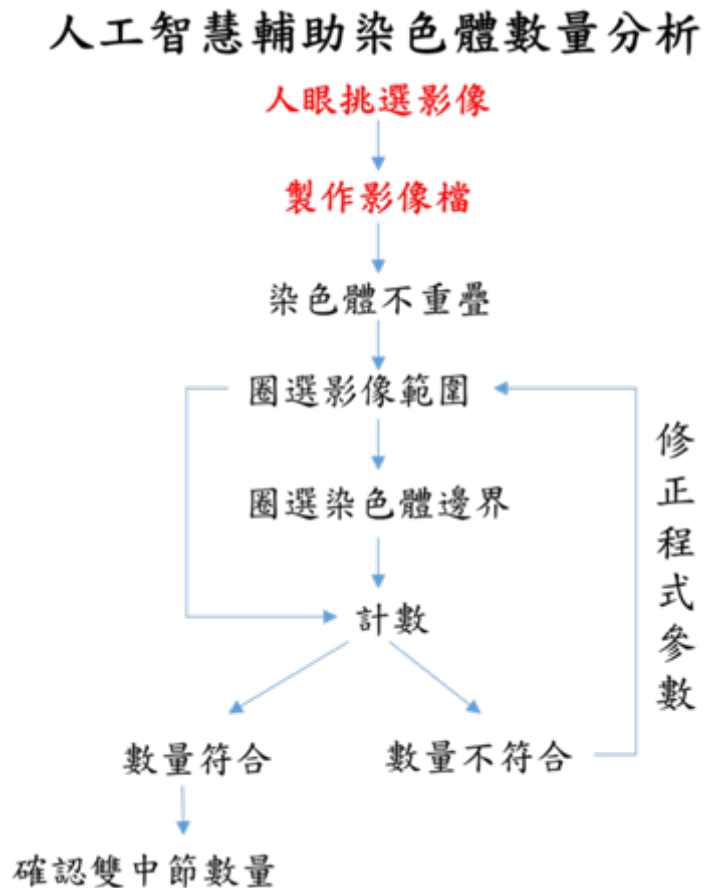 人工智慧輔助染色體數量分析
人眼挑選影像
製作影像檔
染色體不重疊
圈選影像範圍
圈選染色體邊界
計數
修正程式參數
數量符合
數量不符合
確認雙中節數量